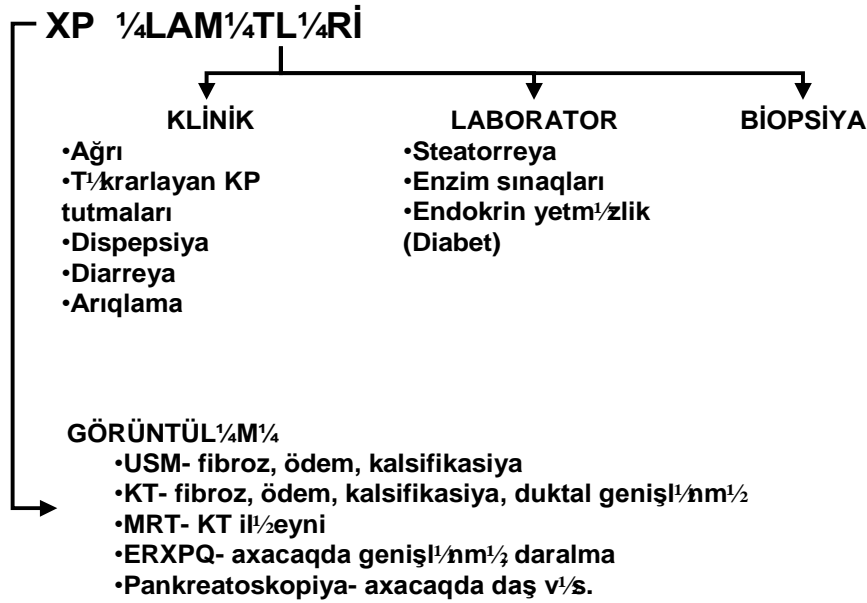 XP ¼LAM¼TL¼Rİ
KLİNİK
•Ağrı
•T½krarlayan KP
tutmaları
•Dispepsiya
•Diarreya
•Arıqlama
LABORATOR
•Steatorreya
•Enzim sınaqları
•Endokrin yetm½zlik
(Diabet)
BİOPSİYA
GÖRÜNTÜL¼M¼
•USM- fibroz, ödem, kalsifikasiya
•KT- fibroz, ödem, kalsifikasiya, duktal genişl½nm½
•MRT- KT il½eyni
•ERXPQ- axacaqda genişl½nm½, daralma
•Pankreatoskopiya- axacaqda daş v½s.